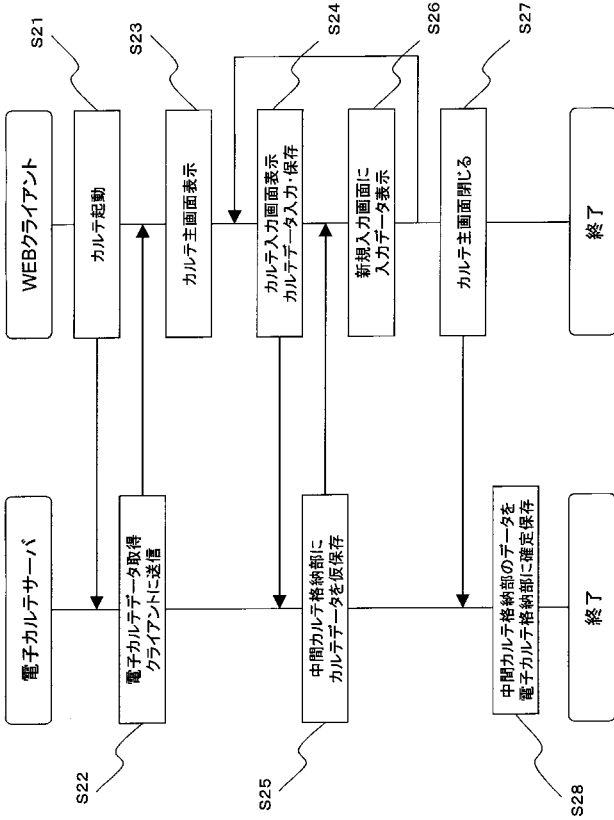 電子カルテサーバ
WEBクライアント
カルテ起動
S21
電子カルテデータ取得
クライアントに送信
S22
カルテ主画面表示
S23
カルテ入力画面表示
カルテデータ入力・保存
S24
中間カルテ格納部に
カルテデータを仮保存
S25
新規入力画面に
入力データ表示
S26
カルテ主画面閉じる
S27
中間カルテ格納部のデータを
電子カルテ格納部に確定保存
S28
終了
終了